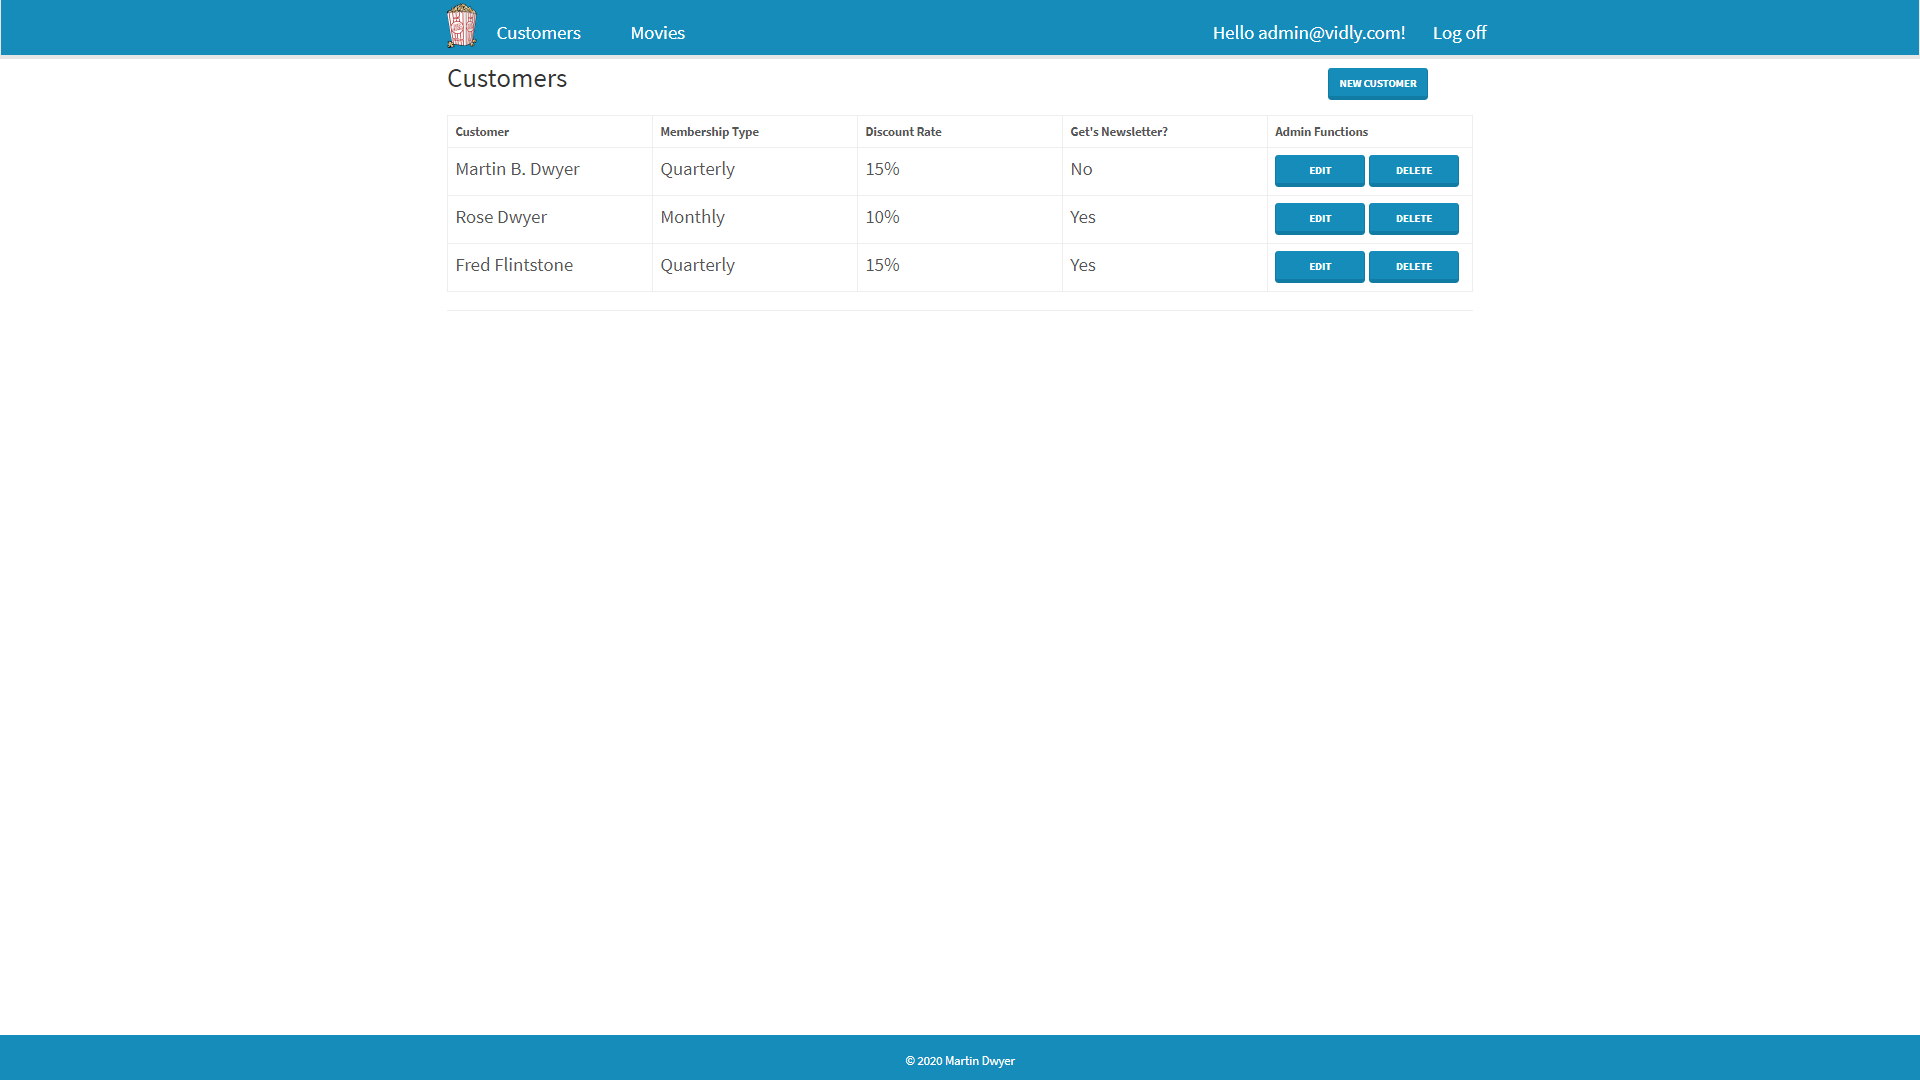 Customers Movies Hello admin@vidly.com! Log off
Customers NEW CUSTOMER
Customer Membership Type Discount Rate Get's Newsletter? Admin Functions
Martin B. Dwyer Quarterly 15% No EDIT DELETE
Rose Dwyer Monthly 10% Yes EDIT DELETE
Fred Flintstone Quarterly 15% Yes EDIT DELETE
© 2020 Martin Dwyer